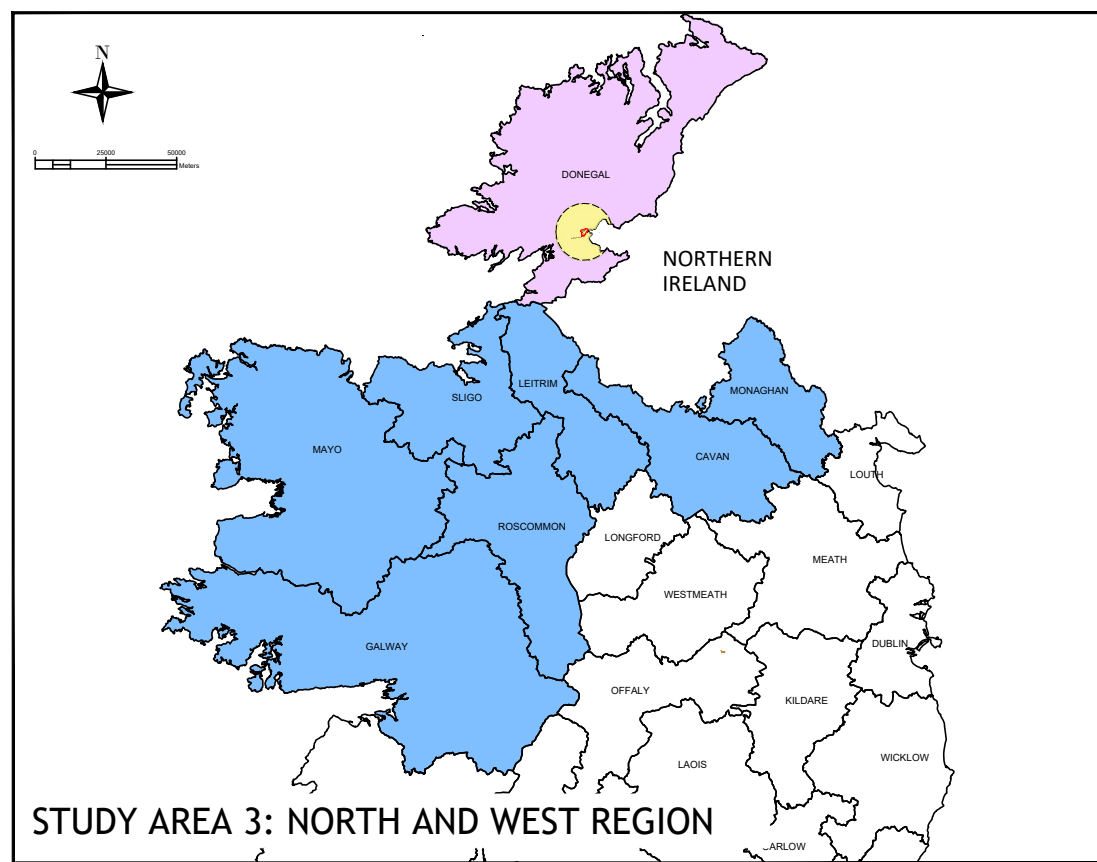 N
0 25000 50000
Meters
DONEGAL
NORTHERN
IRELAND
MONAGHAN
LEITRIM
SLIGO
MAYO
CAVAN
LOUTH
ROSCOMMON
LONGFORD
MEATH
WESTMEATH
DUBLIN
GALWAY
OFFALY
KILDARE
WICKLOW
LAOIS
STUDY AREA 3: NORTH AND WEST REGION
ARLOW